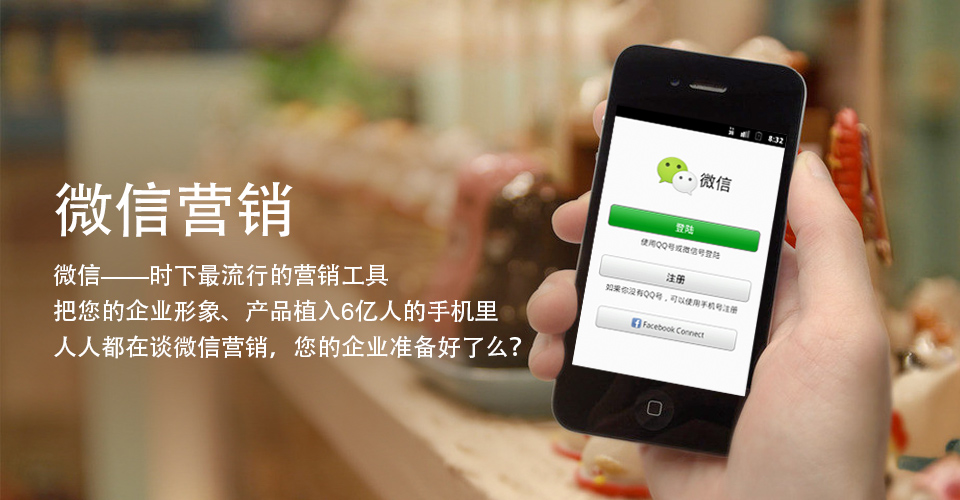 微信营销
微信——时下最流行的营销工具
把您的企业形象、产品植入6亿人的手机里
人人都在谈微信营销，您的企业准备好了么？
8:32
微信
登陆
使用QQ号或微信号登陆
注册
如果你没有QQ号，可以使用手机号注册
Facebook Connect